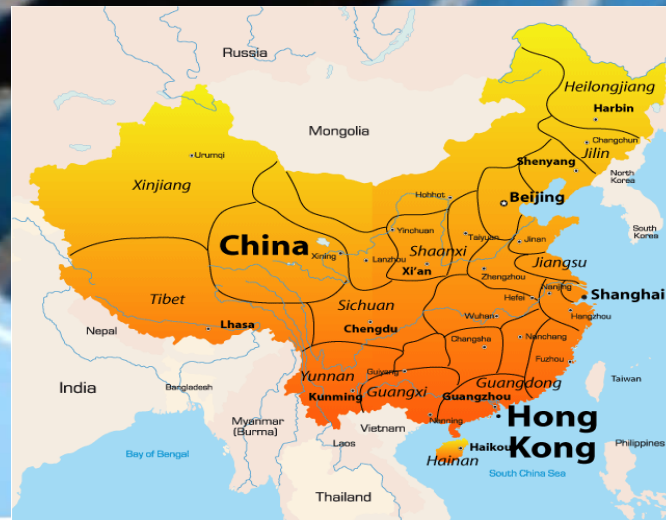 Russia
Heilongjiang
Harbin
Mongolia
Changchun
Jilin
Urumqi
Shenyang
North
Korea
Xinjiang
Hohhot
Beijing
South
Korea
Yinchuan
Taiyuan
Jinan
China
Xining
Lanzhou
Shaanxi
Xi'an
Jiangsu
Zhengzhou
Nanjing
Shanghai
Tibet
Sichuan
Hefei
Lhasa
Chengdu
Wuhan
Hangzhou
Nepal
Changsha
Nanchang
Fuzhou
Guiyang
Yunnan
Kunming
Guangxi
Guangdong
Guangzhou
Taiwan
India
Bangladesh
Nanning
Hong
Kong
Myanmar
(Burma)
Vietnam
Laos
Haikou
Hainan
Philippines
Bay of Bengal
South China Sea
Thailand